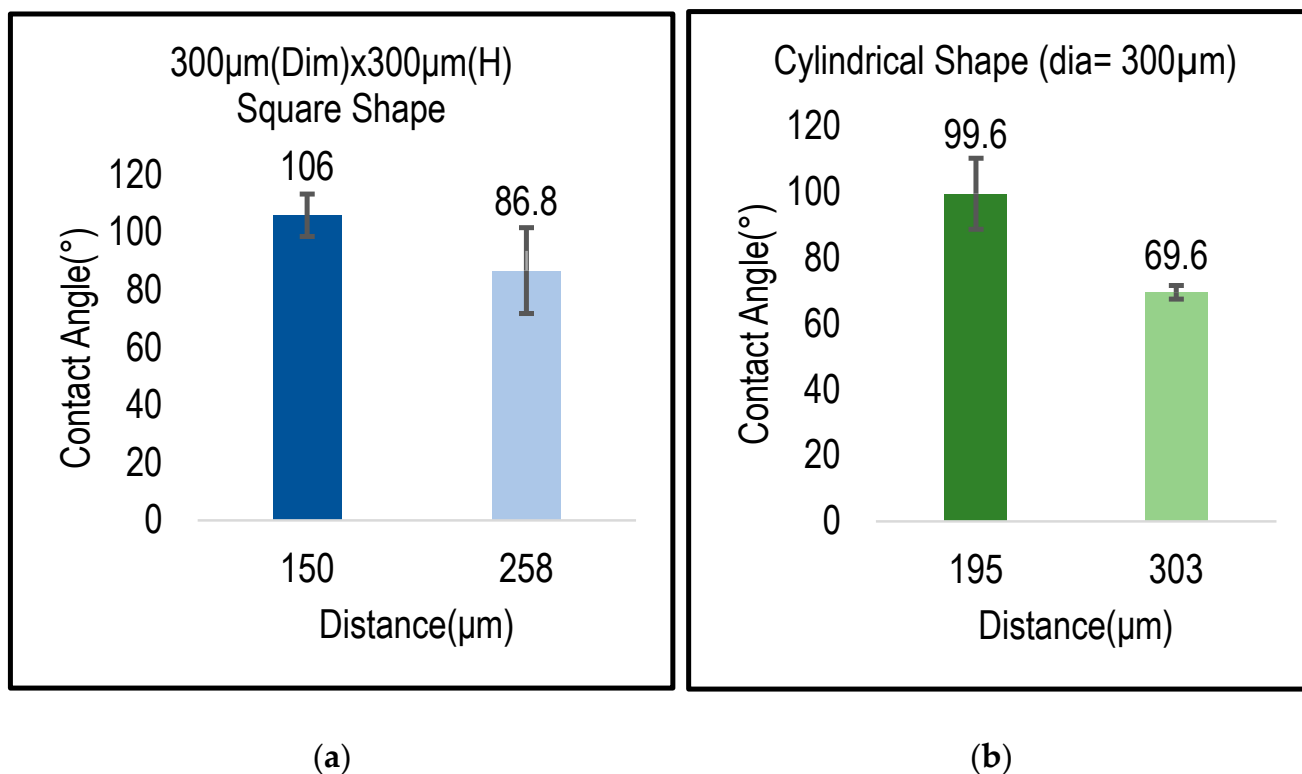 300µm(Dim)x300µm(H)
Square Shape
Contact Angle(°)
120
100
80
60
40
20
0
106
86.8
150
258
Distance(µm)
(a)
Cylindrical Shape (dia= 300µm)
Contact Angle(°)
120
100
80
60
40
20
0
99.6
69.6
195
303
Distance(µm)
(b)